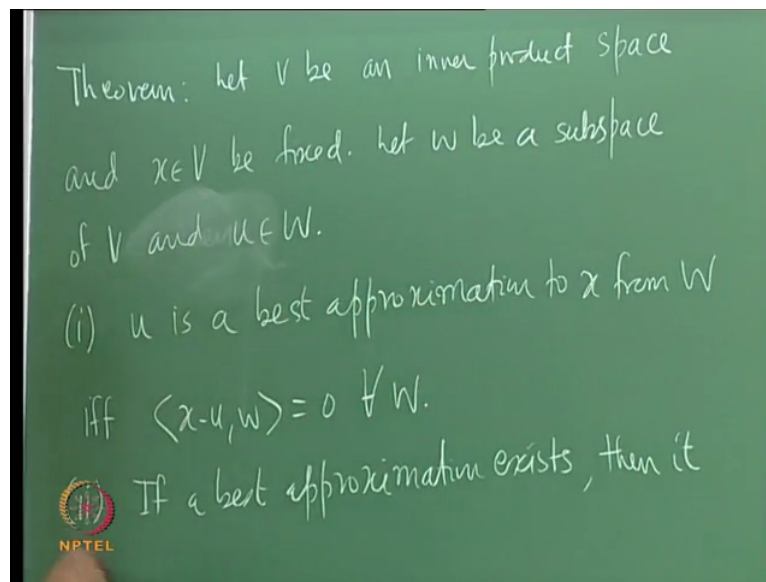 Theorem: Let V be an inner product space
and x∈V be fixed. Let W be a subspace
of V and u∈W.
(i) u is a best approximation to x from W
iff ⟨x-u, w⟩ = 0 ∀ W.
(ii) If a best approximation exists, then it
NPTEL